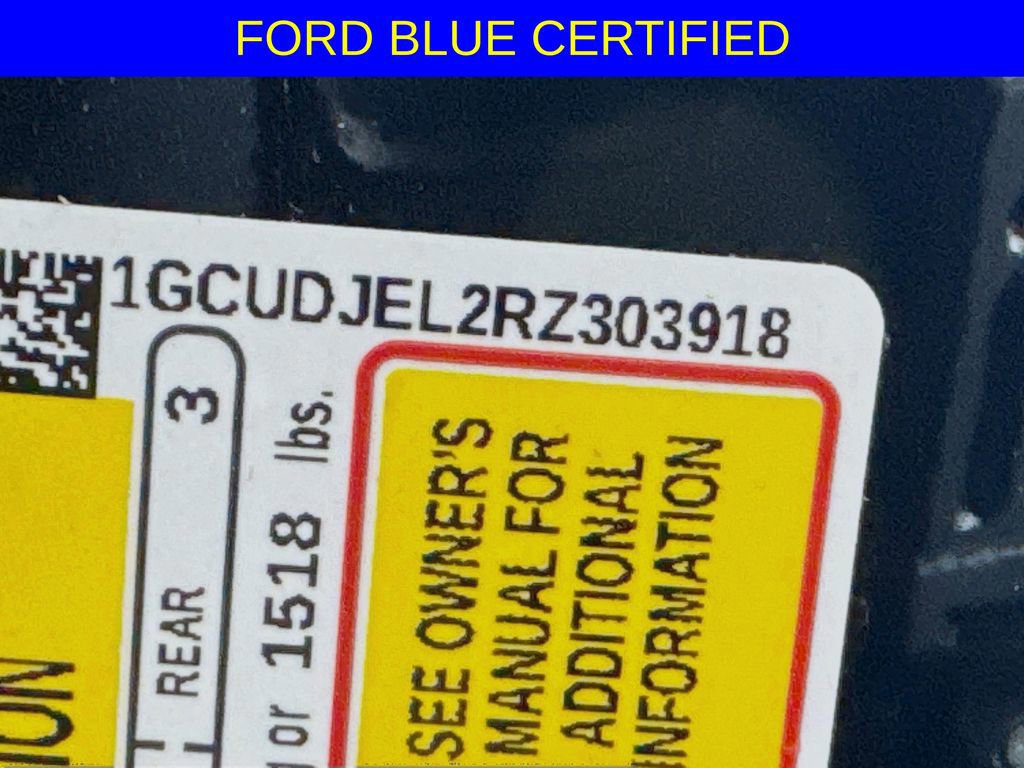 FORD BLUE CERTIFIED
1GCUDJEL2RZ303918
REAR 3
or 1518 lbs.
SEE OWNER'S
MANUAL FOR
ADDITIONAL
INFORMATION